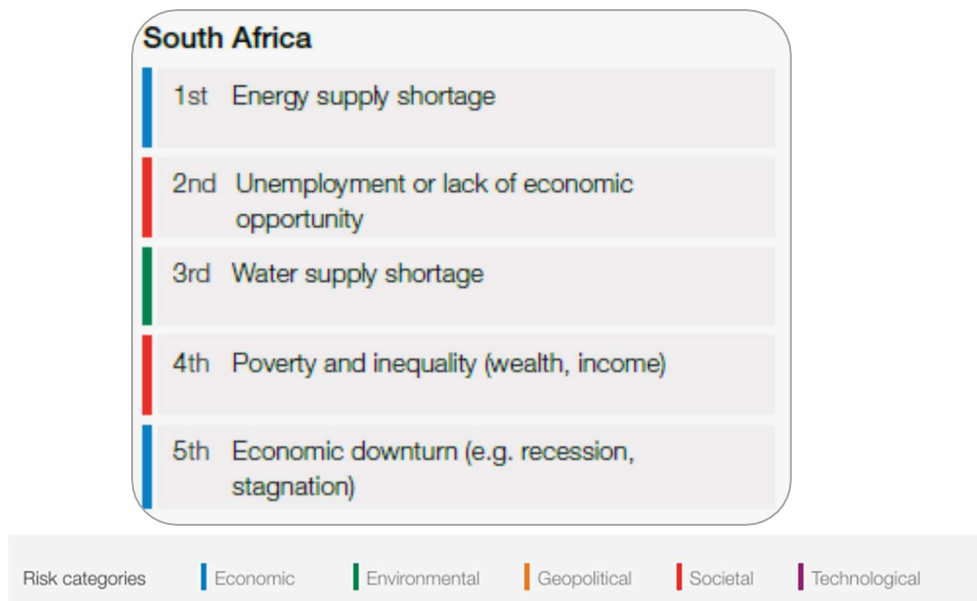 South Africa
1st Energy supply shortage
2nd Unemployment or lack of economic
opportunity
3rd Water supply shortage
4th Poverty and inequality (wealth, income)
5th Economic downturn (e.g. recession,
stagnation)
Risk categories Economic Environmental Geopolitical Societal Technological